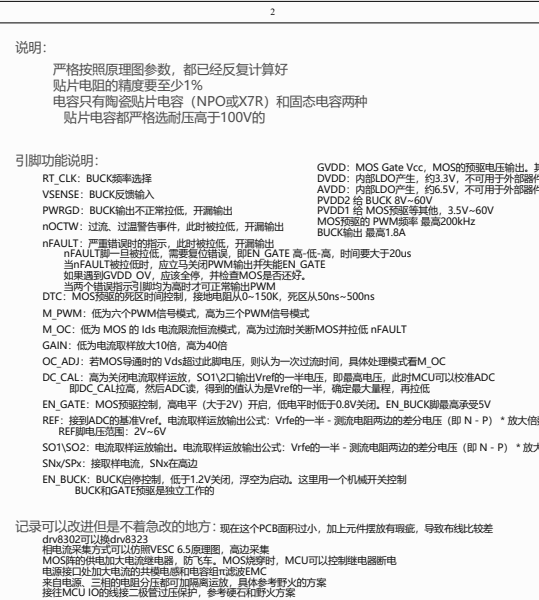 2
说明：
严格按照原理图参数，都已经反复计算好
贴片电阻的精度要至少1%
电容只有陶瓷贴片电容（NPO或X7R）和固态电容两种
贴片电容都严格选耐压高于100V的
引脚功能说明：
RT_CLK：BUCK频率选择
VSENSE：BUCK反馈输入
PWRGD：BUCK输出不正常拉低，开漏输出
nOCTW：过流、过温警告事件，此时被拉低，开漏输出
GVDD：MOS Gate Vcc，MOS的预驱电压输出。其
DVDD：内部LDO产生，约3.3V，不可用于外部器件
AVDD：内部LDO产生，约6.5V，不可用于外部器件
PVDD2 给 BUCK 8V~60V
PVDD1 给 MOS预驱等其他，3.5V~60V
MOS预驱的 PWM频率 最高200kHz
BUCK输出 最高1.8A
nFAULT：严重错误时的指示，此时被拉低，开漏输出
nFAULT脚一旦被拉低，需要复位错误，即EN_GATE 高-低-高，时间要大于20us
当nFAULT被拉低时，应立马关闭PWM输出并失能EN_GATE
如果遇到GVDD_OV，应该全停，并检查MOS是否还好。
当两个错误指示引脚均为高时才可正常输出PWM
DTC：MOS预驱的死区时间控制，接地电阻从0~150K，死区从50ns~500ns
M_PWM：低为六个PWM信号模式，高为三个PWM信号模式
M_OC：低为 MOS 的 Ids 电流限流恒流模式，高为过流时关断MOS并拉低 nFAULT
GAIN：低为电流取样放大10倍，高为40倍
OC_ADJ：若MOS导通时的 Vds超过此脚电压，则认为一次过流时间，具体处理模式看M_OC
DC_CAL：高为关闭电流取样运放，SO1\2口输出Vref的一半电压，即最高电压，此时MCU可以校准ADC
即DC_CAL拉高，然后ADC读，得到的值认为是Vref的一半，确定最大量程，再拉低
EN_GATE：MOS预驱控制，高电平（大于2V）开启，低电平时低于0.8V关闭。EN_BUCK脚最高承受5V
REF：接到ADC的基准Vref。电流取样运放输出公式：Vrfe的一半 - 测流电阻两边的差分电压（即 N - P）* 放大倍数
REF脚电压范围：2V~6V
SO1\SO2：电流取样运放输出。电流取样运放输出公式：Vrfe的一半 - 测流电阻两边的差分电压（即 N - P）* 放大
SNx/SPx：接取样电流，SNx在高边
EN_BUCK：BUCK启停控制，低于1.2V关闭，浮空为启动。这里用一个机械开关控制
BUCK和GATE预驱是独立工作的
记录可以改进但是不着急改的地方：现在这个PCB面积过小，加上元件摆放有瑕疵，导致布线比较差
drv8302可以换drv8323
相电流采集方式可以仿照VESC 6.5原理图，高边采集
MOS阵的供电加大电流继电器，防飞车。MOS烧穿时，MCU可以控制继电器断电
电源接口处加大电流的共模电感和电容组π滤波EMC
来自电源、三相的电阻分压都可加隔离运放，具体参考野火的方案
接往MCU IO的线接二极管过压保护，参考硬石和野火方案